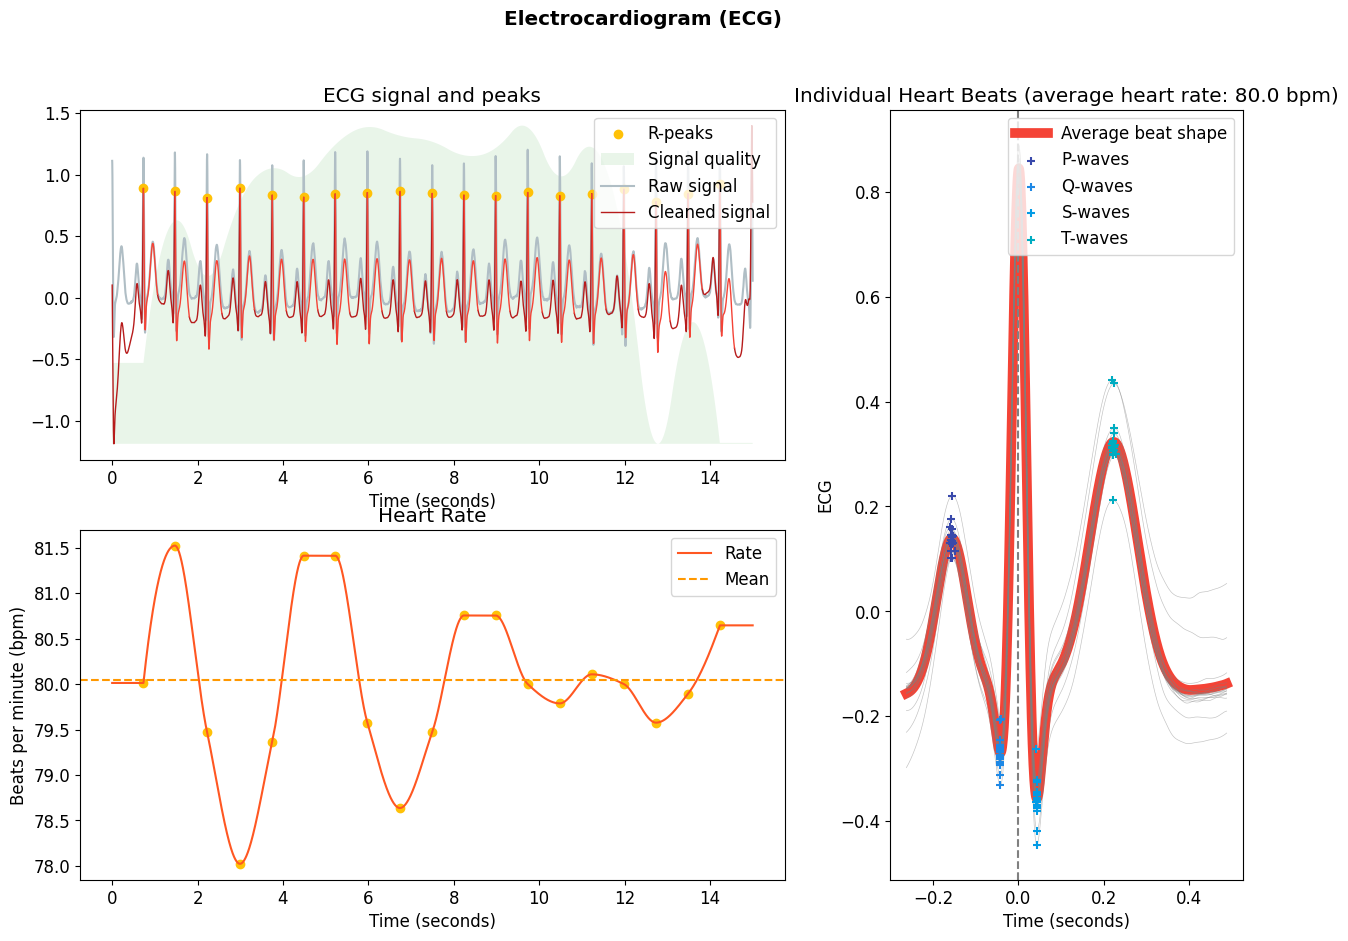 Electrocardiogram (ECG)
ECG signal and peaks
1.5
1.0
0.5
0.0
−0.5
−1.0
R-peaks
Signal quality
Raw signal
Cleaned signal
0 2 4 6 8 10 12 14
Time (seconds)
Heart Rate
Beats per minute (bpm)
81.5
81.0
80.5
80.0
79.5
79.0
78.5
78.0
Rate
Mean
0 2 4 6 8 10 12 14
Time (seconds)
Individual Heart Beats (average heart rate: 80.0 bpm)
ECG
0.8
0.6
0.4
0.2
0.0
−0.2
−0.4
Average beat shape
P-waves
Q-waves
S-waves
T-waves
−0.2 0.0 0.2 0.4
Time (seconds)